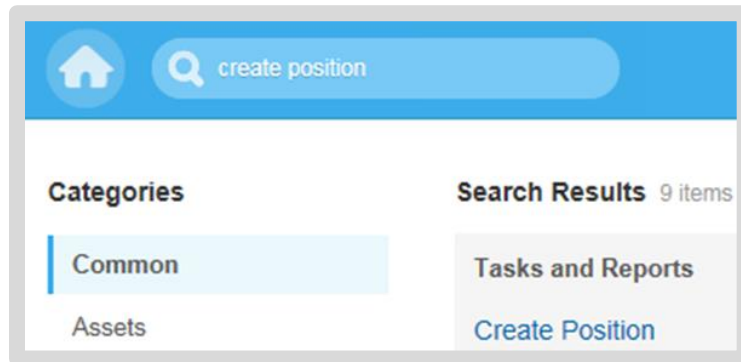 create position
Categories
Search Results 9 items
Common
Tasks and Reports
Assets
Create Position